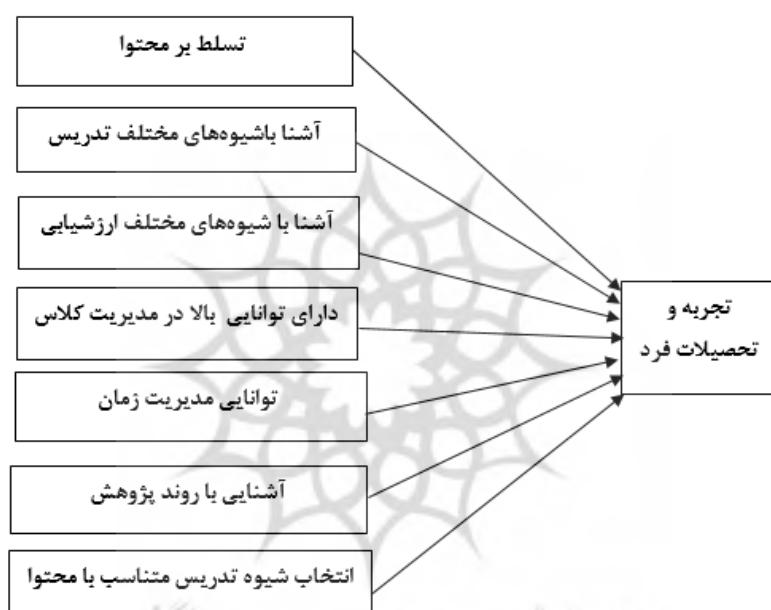 تسلط بر محتوا
آشنا باشیوه‌های مختلف تدریس
آشنا با شیوه‌های مختلف ارزشیابی
دارای توانایی بالا در مدیریت کلاس
توانایی مدیریت زمان
آشنایی با روند پژوهش
انتخاب شیوه تدریس متناسب با محتوا
تجربه و
تحصیلات فرد